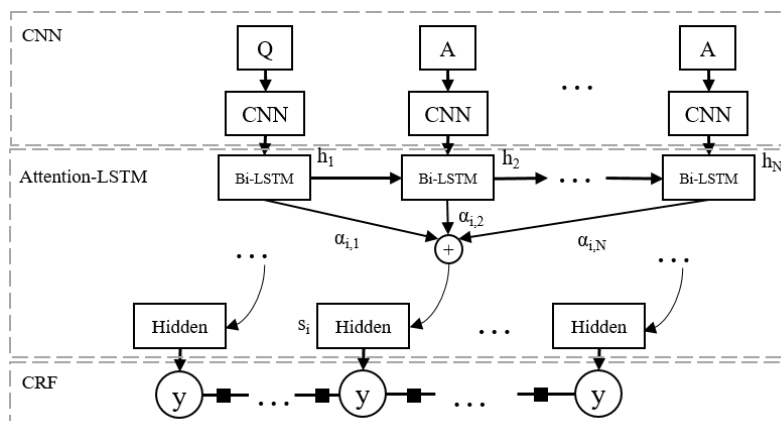 CNN
Q A ... A
CNN CNN CNN
Attention-LSTM
h1 h2 hN
Bi-LSTM Bi-LSTM ... Bi-LSTM
αi,1 αi,2 αi,N
+
... ...
Hidden si Hidden ... Hidden
CRF
y ... y ... y